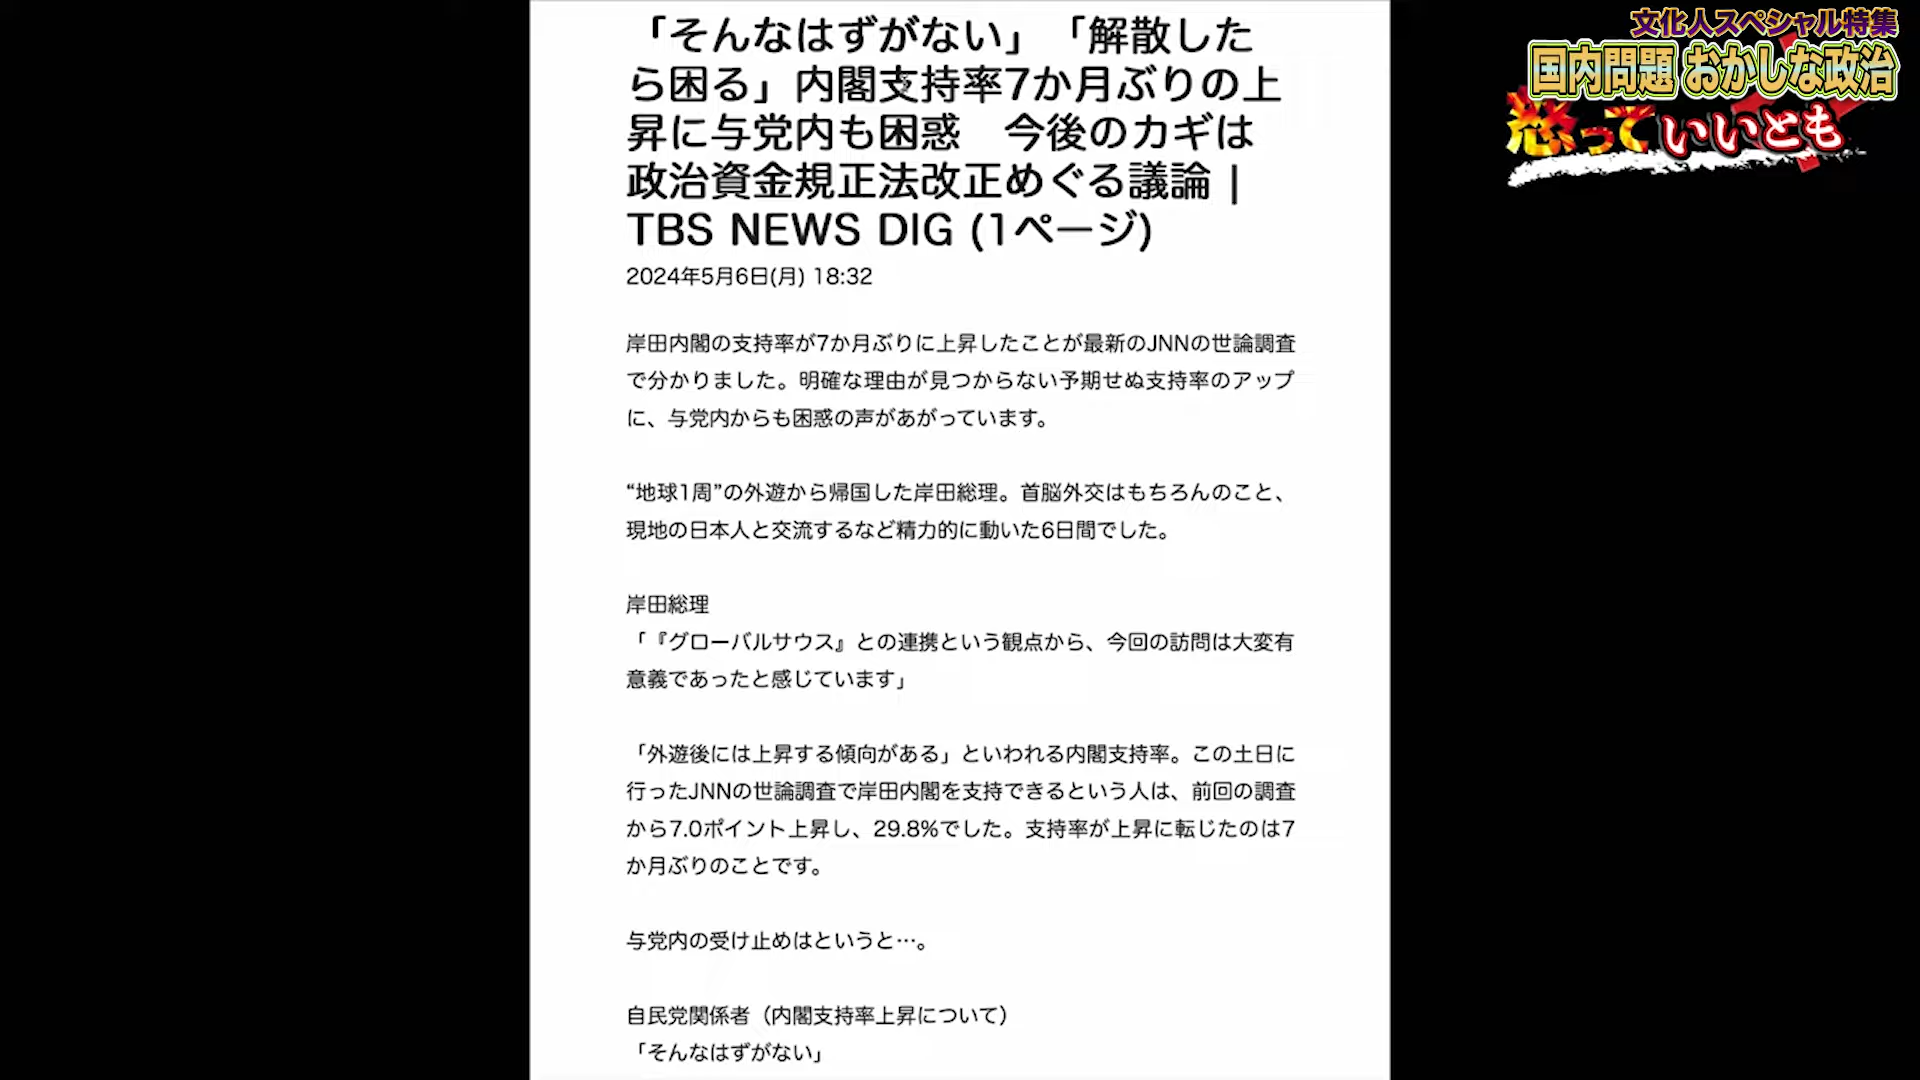 「そんなはずがない」「解散した
ら困る」内閣支持率7か月ぶりの上
昇に与党内も困惑　今後のカギは
政治資金規正法改正めぐる議論 |
TBS NEWS DIG (1ページ)
2024年5月6日(月) 18:32
岸田内閣の支持率が7か月ぶりに上昇したことが最新のJNNの世論調査
で分かりました。明確な理由が見つからない予期せぬ支持率のアップ
に、与党内からも困惑の声があがっています。
“地球1周”の外遊から帰国した岸田総理。首脳外交はもちろんのこと、
現地の日本人と交流するなど精力的に動いた6日間でした。
岸田総理
「『グローバルサウス』との連携という観点から、今回の訪問は大変有
意義であったと感じています」
「外遊後には上昇する傾向がある」といわれる内閣支持率。この土日に
行ったJNNの世論調査で岸田内閣を支持できるという人は、前回の調査
から7.0ポイント上昇し、29.8%でした。支持率が上昇に転じたのは7
か月ぶりのことです。
与党内の受け止めはというと…。
自民党関係者（内閣支持率上昇について）
「そんなはずがない」
文化人スペシャル特集
国内問題 おかしな政治
怒っていいとも